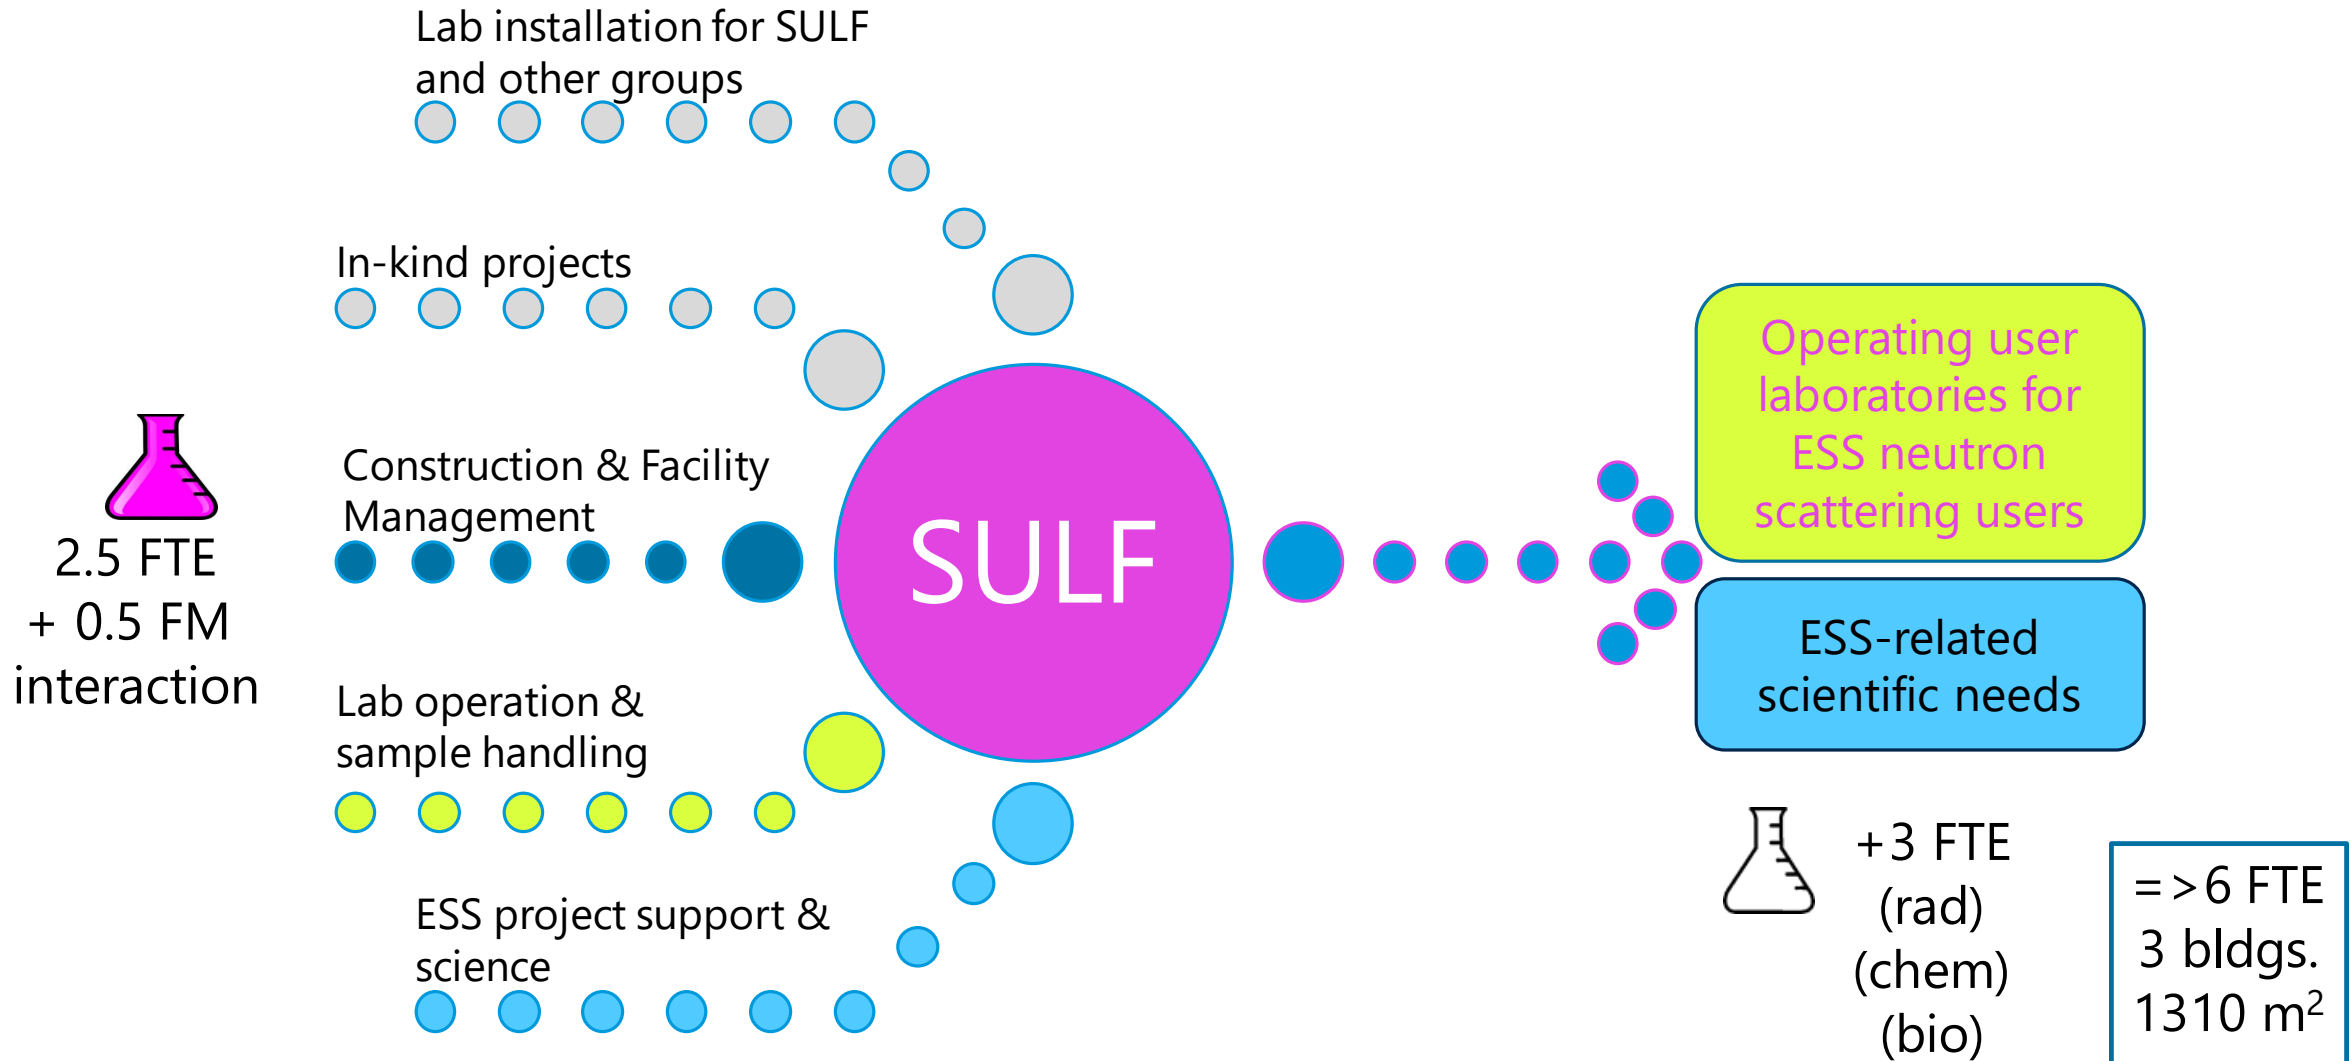 Lab installation for SULF
and other groups
In-kind projects
Construction & Facility
Management
2.5 FTE
+ 0.5 FM
interaction
Lab operation &
sample handling
ESS project support &
science
SULF
Operating user
laboratories for
ESS neutron
scattering users
ESS-related
scientific needs
+3 FTE
(rad)
(chem)
(bio)
=>6 FTE
3 bldgs.
1310 m²